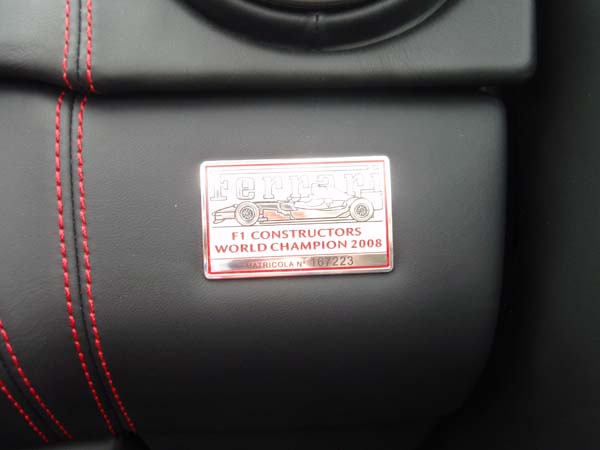 Ferrari
F1 CONSTRUCTORS
WORLD CHAMPION 2008
MATRICOLA N° 167223